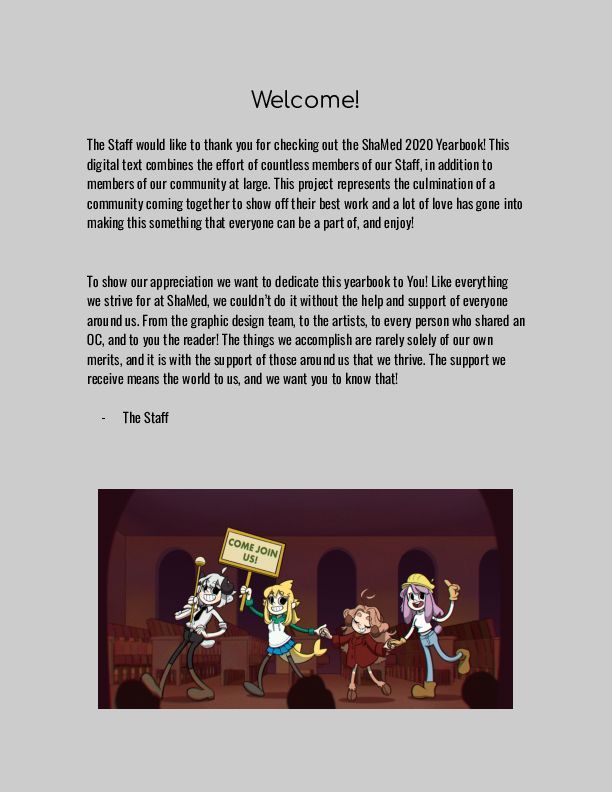 Welcome!
The Staff would like to thank you for checking out the ShaMed 2020 Yearbook! This
digital text combines the effort of countless members of our Staff, in addition to
members of our community at large. This project represents the culmination of a
community coming together to show off their best work and a lot of love has gone into
making this something that everyone can be a part of, and enjoy!
To show our appreciation we want to dedicate this yearbook to You! Like everything
we strive for at ShaMed, we couldn't do it without the help and support of everyone
around us. From the graphic design team, to the artists, to every person who shared an
OC, and to you the reader! The things we accomplish are rarely solely of our own
merits, and it is with the support of those around us that we thrive. The support we
receive means the world to us, and we want you to know that!
- The Staff
COME JOIN
US!